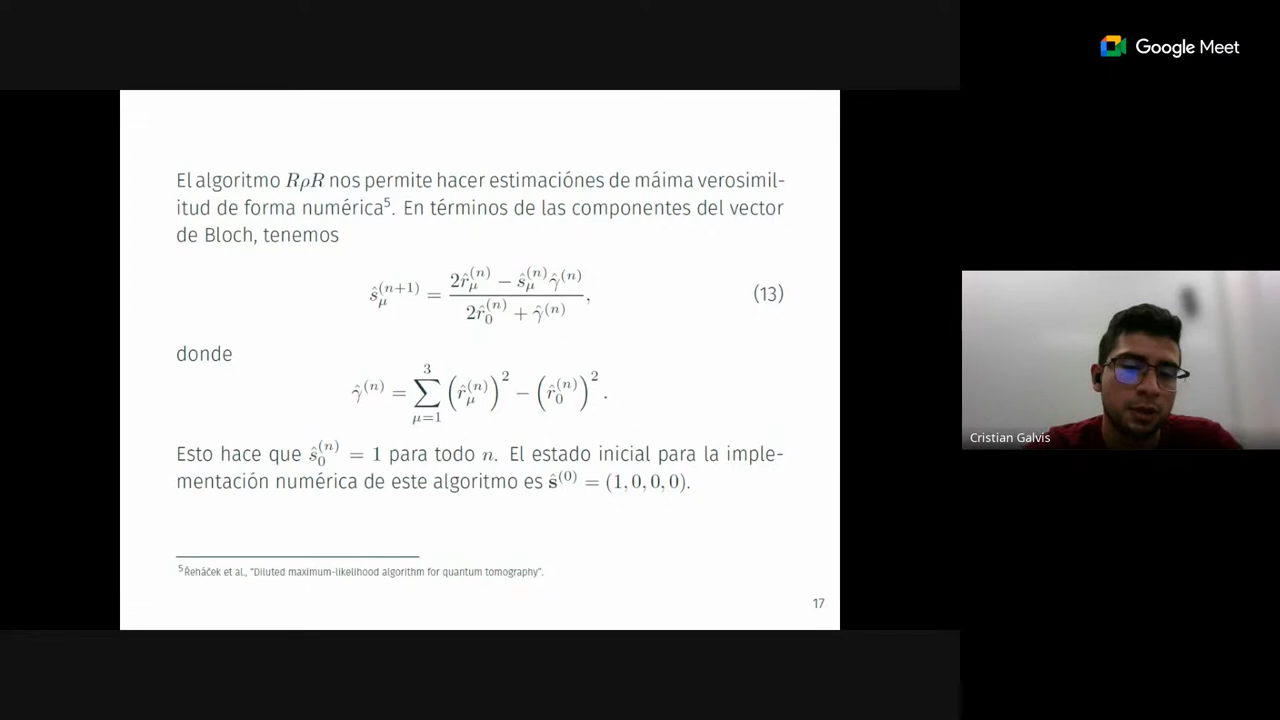 Google Meet
El algoritmo RρR nos permite hacer estimaciónes de máima verosimil-
itud de forma numérica⁵. En términos de las componentes del vector
de Bloch, tenemos
ŝ_μ^(n+1) = (2r̂_μ^(n) − ŝ_μ^(n) γ̂^(n)) / (2r̂_0^(n) + γ̂^(n)), (13)
donde
γ̂^(n) = ∑_{μ=1}^{3} (r̂_μ^(n))² − (r̂_0^(n))².
Esto hace que ŝ_0^(n) = 1 para todo n. El estado inicial para la imple-
mentación numérica de este algoritmo es ŝ^(0) = (1, 0, 0, 0).
⁵Řeháček et al., “Diluted maximum-likelihood algorithm for quantum tomography”.
17
Cristian Galvis